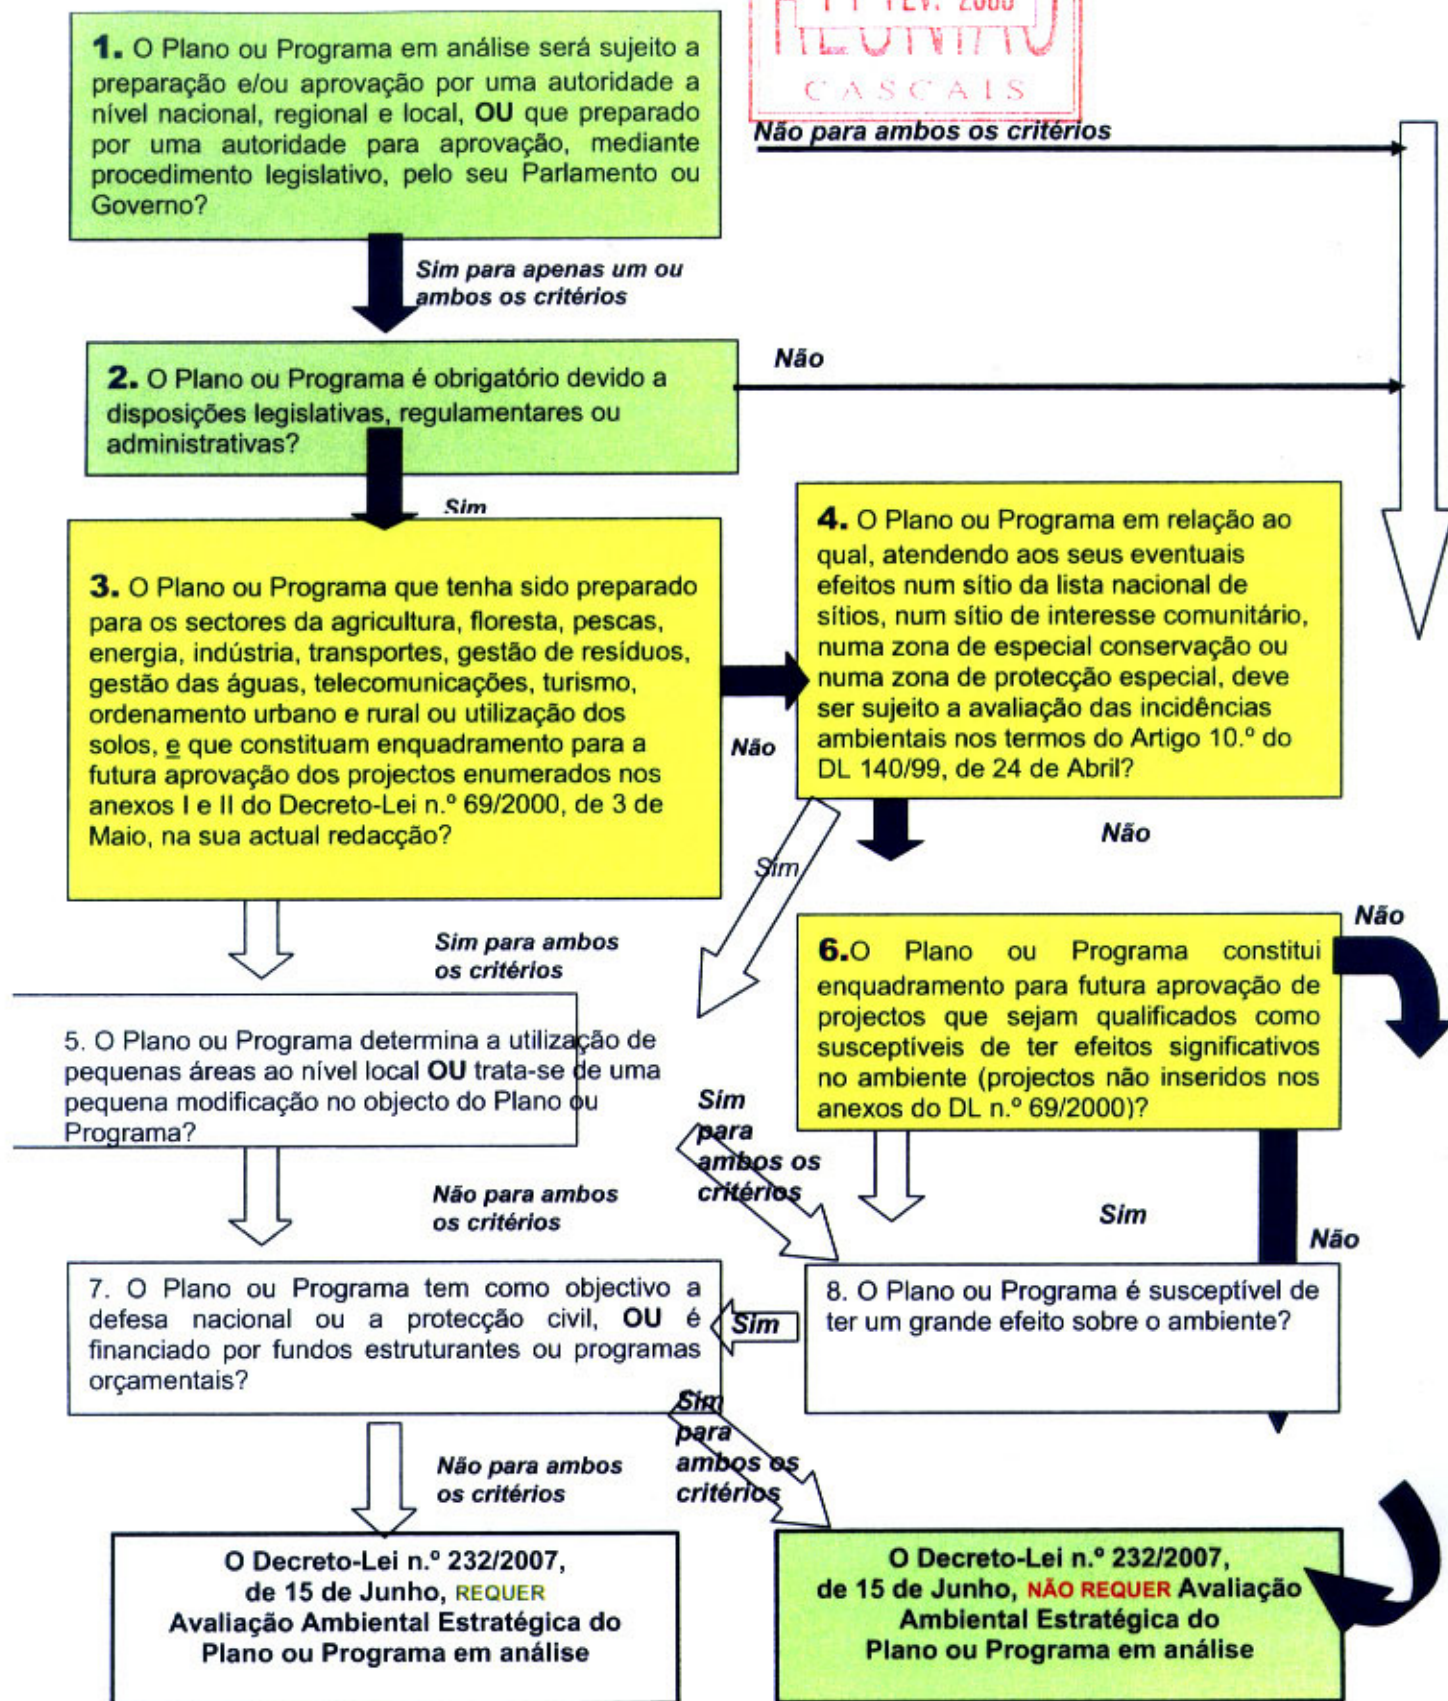 11 FEV. 2009
REUNIÃO
CASCAIS
1. O Plano ou Programa em análise será sujeito a
preparação e/ou aprovação por uma autoridade a
nível nacional, regional e local, OU que preparado
por uma autoridade para aprovação, mediante
procedimento legislativo, pelo seu Parlamento ou
Governo?
Não para ambos os critérios
Sim para apenas um ou
ambos os critérios
2. O Plano ou Programa é obrigatório devido a
disposições legislativas, regulamentares ou
administrativas?
Não
Sim
3. O Plano ou Programa que tenha sido preparado
para os sectores da agricultura, floresta, pescas,
energia, indústria, transportes, gestão de resíduos,
gestão das águas, telecomunicações, turismo,
ordenamento urbano e rural ou utilização dos
solos, e que constituam enquadramento para a
futura aprovação dos projectos enumerados nos
anexos I e II do Decreto-Lei n.º 69/2000, de 3 de
Maio, na sua actual redacção?
Não
4. O Plano ou Programa em relação ao
qual, atendendo aos seus eventuais
efeitos num sítio da lista nacional de
sítios, num sítio de interesse comunitário,
numa zona de especial conservação ou
numa zona de protecção especial, deve
ser sujeito a avaliação das incidências
ambientais nos termos do Artigo 10.º do
DL 140/99, de 24 de Abril?
Não
Sim
Sim para ambos
os critérios
5. O Plano ou Programa determina a utilização de
pequenas áreas ao nível local OU trata-se de uma
pequena modificação no objecto do Plano ou
Programa?
Não
6.O Plano ou Programa constitui
enquadramento para futura aprovação de
projectos que sejam qualificados como
susceptíveis de ter efeitos significativos
no ambiente (projectos não inseridos nos
anexos do DL n.º 69/2000)?
Sim
para
ambos os
critérios
Não para ambos
os critérios
Sim
Não
7. O Plano ou Programa tem como objectivo a
defesa nacional ou a protecção civil, OU é
financiado por fundos estruturantes ou programas
orçamentais?
Sim
8. O Plano ou Programa é susceptível de
ter um grande efeito sobre o ambiente?
Sim
para
ambos os
critérios
Não para ambos
os critérios
O Decreto-Lei n.º 232/2007,
de 15 de Junho, REQUER
Avaliação Ambiental Estratégica do
Plano ou Programa em análise
O Decreto-Lei n.º 232/2007,
de 15 de Junho, NÃO REQUER Avaliação
Ambiental Estratégica do
Plano ou Programa em análise